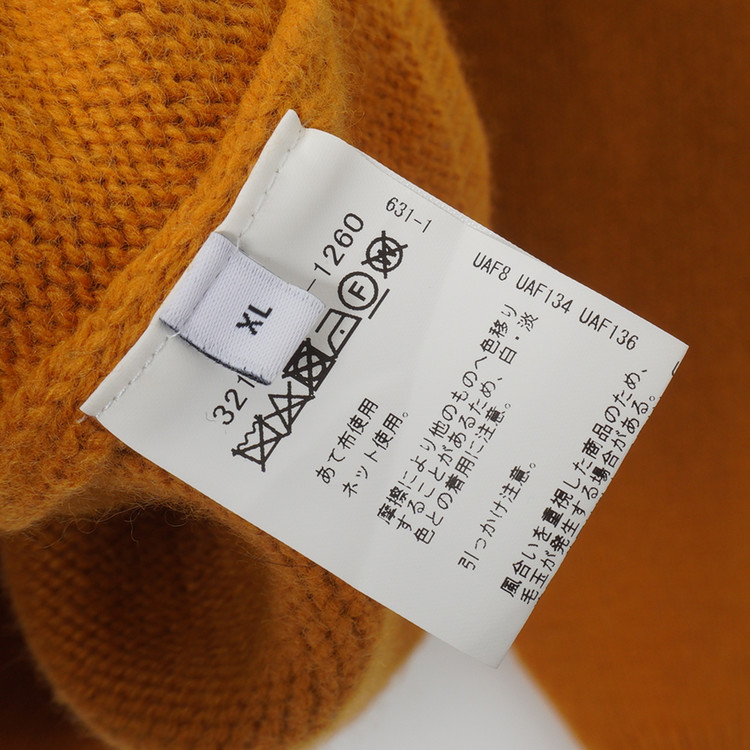 XL
321
-1260
631-1
UAF8 UAF134 UAF136
F
W
あて布使用
ネット使用。
摩擦により他のものへ色移り
することがあるため、白・淡
色との着用に注意。
引っかけ注意。
風合いを重視した商品のため、
毛玉が発生する場合がある。